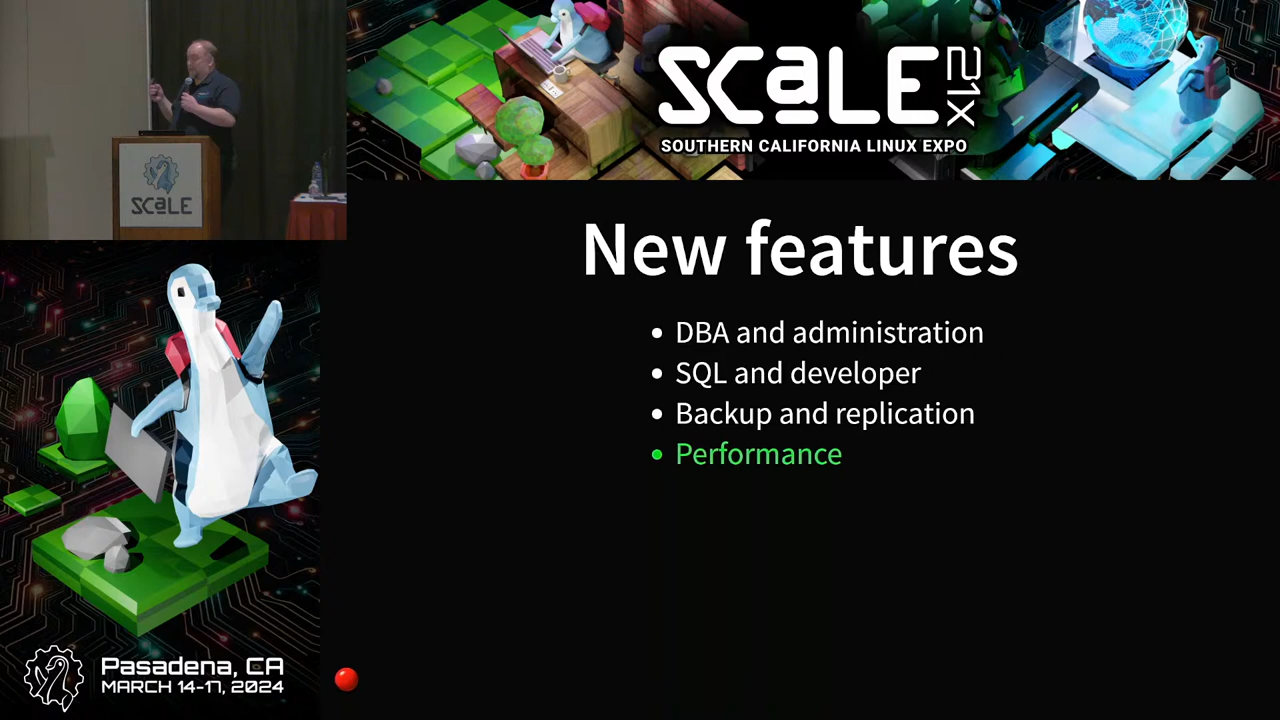 SCaLE
SCaLE 21X
SOUTHERN CALIFORNIA LINUX EXPO
New features
• DBA and administration
• SQL and developer
• Backup and replication
• Performance
Pasadena, CA
MARCH 14-17, 2024